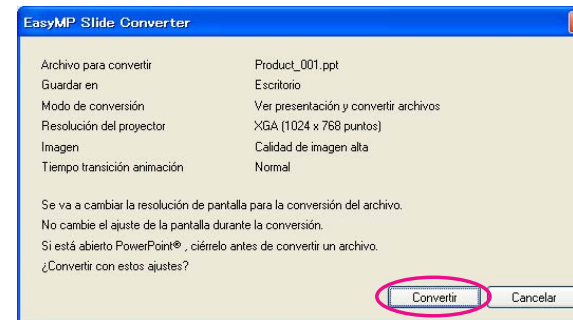 EasyMP Slide Converter
Archivo para convertir Product_001.ppt
Guardar en Escritorio
Modo de conversión Ver presentación y convertir archivos
Resolución del proyector XGA (1024 x 768 puntos)
Imagen Calidad de imagen alta
Tiempo transición animación Normal
Se va a cambiar la resolución de pantalla para la conversión del archivo.
No cambie el ajuste de la pantalla durante la conversión.
Si está abierto PowerPoint® , ciérrelo antes de convertir un archivo.
¿Convertir con estos ajustes?
Convertir Cancelar